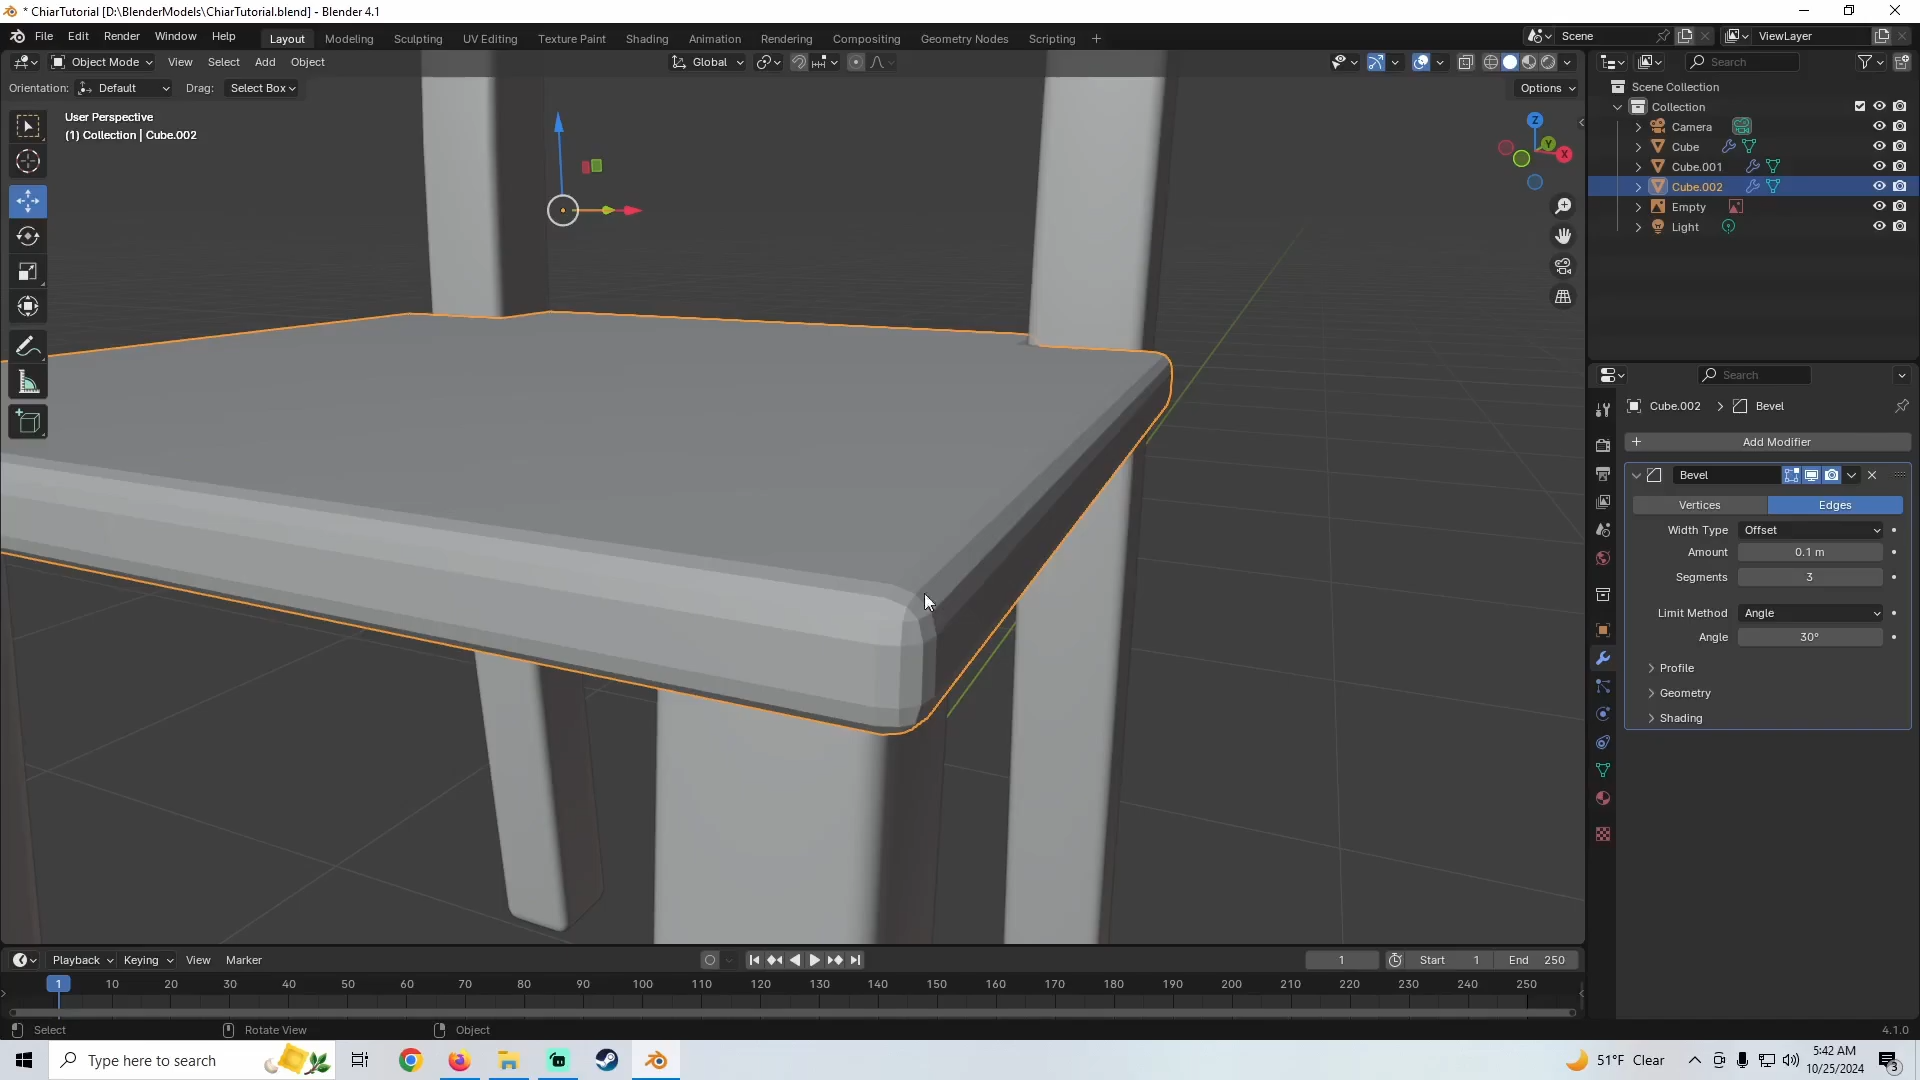 * ChiarTutorial [D:\BlenderModels\ChiarTutorial.blend] - Blender 4.1
File Edit Render Window Help Layout Modeling Sculpting UV Editing Texture Paint Shading Animation Rendering Compositing Geometry Nodes Scripting + Scene ViewLayer
Object Mode View Select Add Object Global Search
Orientation: Default Drag: Select Box Options
User Perspective
(1) Collection | Cube.002
Z
Y
X
Scene Collection
Collection
Camera
Cube
Cube.001
Cube.002
Empty
Light
Search
Cube.002 > Bevel
+ Add Modifier
Bevel
Vertices Edges
Width Type Offset
Amount 0.1 m
Segments 3
Limit Method Angle
Angle 30°
Profile
Geometry
Shading
Playback Keying View Marker 1 Start 1 End 250
1 10 20 30 40 50 60 70 80 90 100 110 120 130 140 150 160 170 180 190 200 210 220 230 240 250
Select Rotate View Object 4.1.0
Type here to search 51°F Clear 5:42 AM
10/25/2024
3